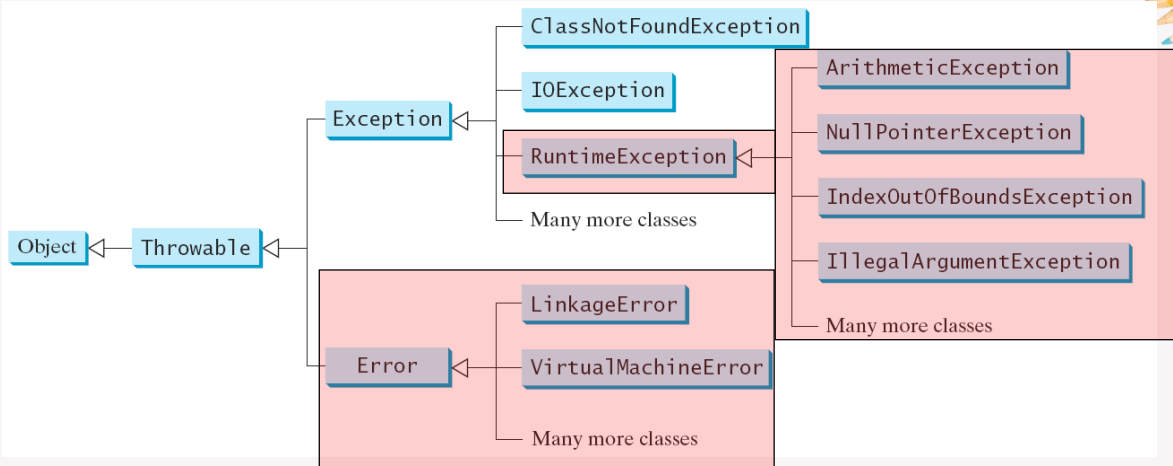 ClassNotFoundException
ArithmeticException
IOException
Exception
NullPointerException
RuntimeException
IndexOutOfBoundsException
Many more classes
Object
Throwable
IllegalArgumentException
LinkageError
Many more classes
Error
VirtualMachineError
Many more classes